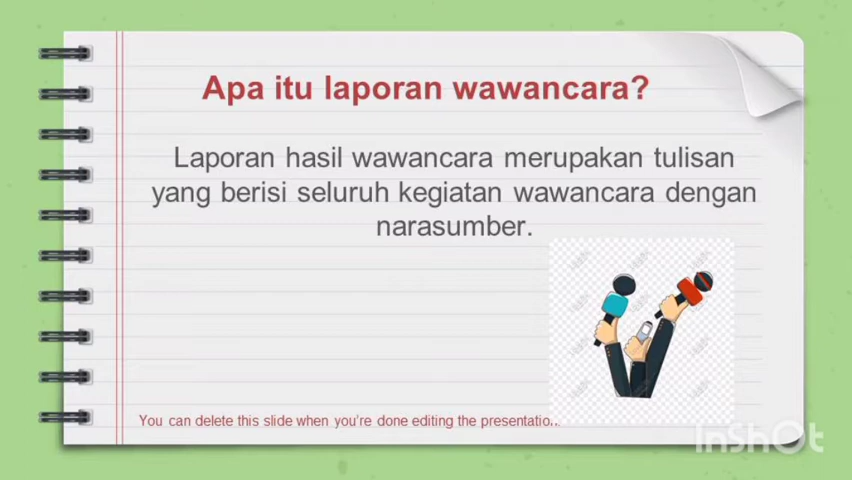 Apa itu laporan wawancara?
Laporan hasil wawancara merupakan tulisan
yang berisi seluruh kegiatan wawancara dengan
narasumber.
You can delete this slide when you're done editing the presentation.
InShOt